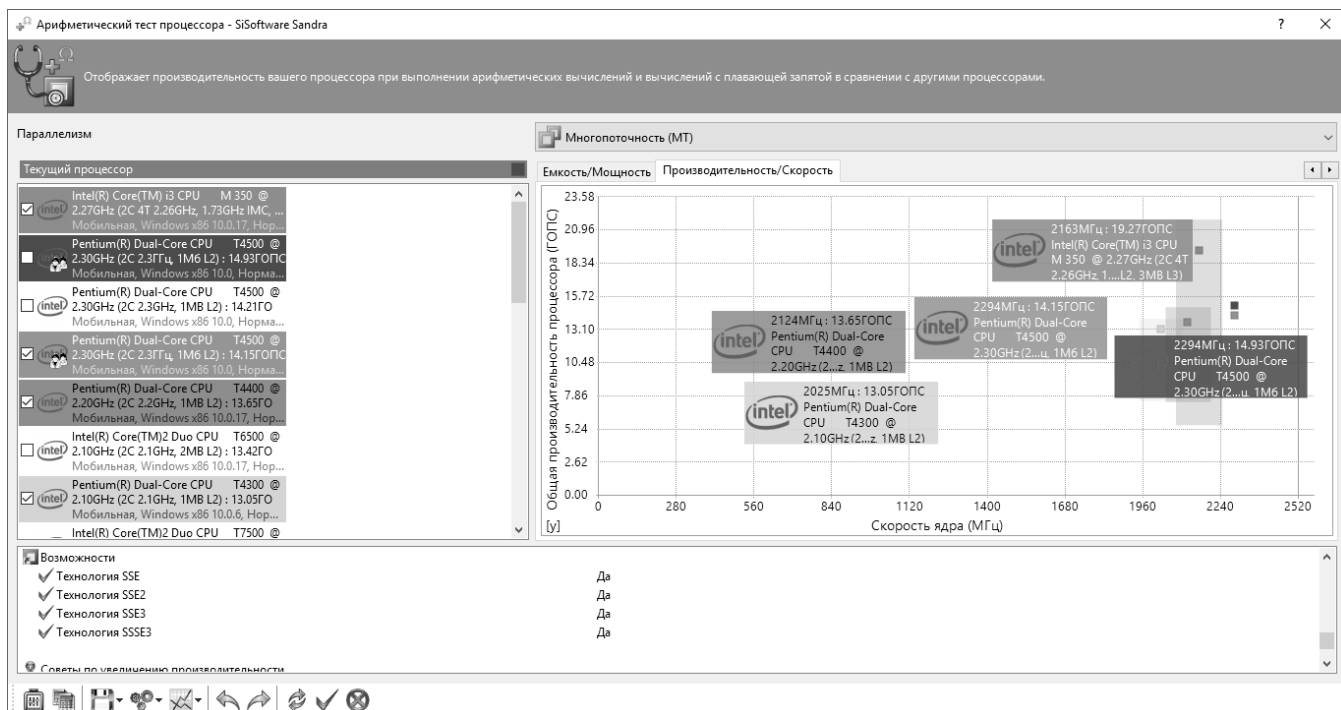 Арифметический тест процессора - SiSoftware Sandra
Отображает производительность вашего процессора при выполнении арифметических вычислений и вычислений с плавающей запятой в сравнении с другими процессорами.
Параллелизм
Многопоточность (МТ)
Текущий процессор
Intel(R) Core(TM) i3 CPU M 350 @
2.27GHz (2C 4T 2.26GHz, 1.73GHz IMC, ...
Мобильная, Windows x86 10.0.17, Нор...
Pentium(R) Dual-Core CPU T4500 @
2.30GHz (2C 2.3ГГц, 1М6 L2) : 14.93ГОПС
Мобильная, Windows x86 10.0, Норма...
Pentium(R) Dual-Core CPU T4500 @
2.30GHz (2C 2.3GHz, 1MB L2) : 14.21ГО
Мобильная, Windows x86 10.0, Норма...
Pentium(R) Dual-Core CPU T4500 @
2.30GHz (2C 2.3ГГц, 1М6 L2) : 14.15ГОПС
Мобильная, Windows x86 10.0, Норма...
Pentium(R) Dual-Core CPU T4400 @
2.20GHz (2C 2.2GHz, 1MB L2) : 13.65ГО
Мобильная, Windows x86 10.0.17, Нор...
Intel(R) Core(TM)2 Duo CPU T6500 @
2.10GHz (2C 2.1GHz, 2MB L2) : 13.42ГО
Мобильная, Windows x86 10.0.17, Нор...
Pentium(R) Dual-Core CPU T4300 @
2.10GHz (2C 2.1GHz, 1MB L2) : 13.05ГО
Мобильная, Windows x86 10.0.6, Нор...
Intel(R) Core(TM)2 Duo CPU T7500 @
Емкость/Мощность
Производительность/Скорость
Общая производительность процессора (ГОПС)
23.58
20.96
18.34
15.72
13.10
10.48
7.86
5.24
2.62
0.00
[y]
0 280 560 840 1120 1400 1680 1960 2240 2520
Скорость ядра (МГц)
intel
2163МГц : 19.27ГОПС
Intel(R) Core(TM) i3 CPU
M 350 @ 2.27GHz (2C 4T
2.26GHz, 1....L2, 3MB L3)
intel
2294МГц : 14.15ГОПС
Pentium(R) Dual-Core
CPU T4500 @
2.30GHz (2...ц, 1М6 L2)
intel
2124МГц : 13.65ГОПС
Pentium(R) Dual-Core
CPU T4400 @
2.20GHz (2...z, 1MB L2)
2294МГц : 14.93ГОПС
Pentium(R) Dual-Core
CPU T4500 @
2.30GHz (2...ц, 1М6 L2)
intel
2025МГц : 13.05ГОПС
Pentium(R) Dual-Core
CPU T4300 @
2.10GHz (2...z, 1MB L2)
Возможности
Технология SSE Да
Технология SSE2 Да
Технология SSE3 Да
Технология SSSE3 Да
Советы по увеличению производительности